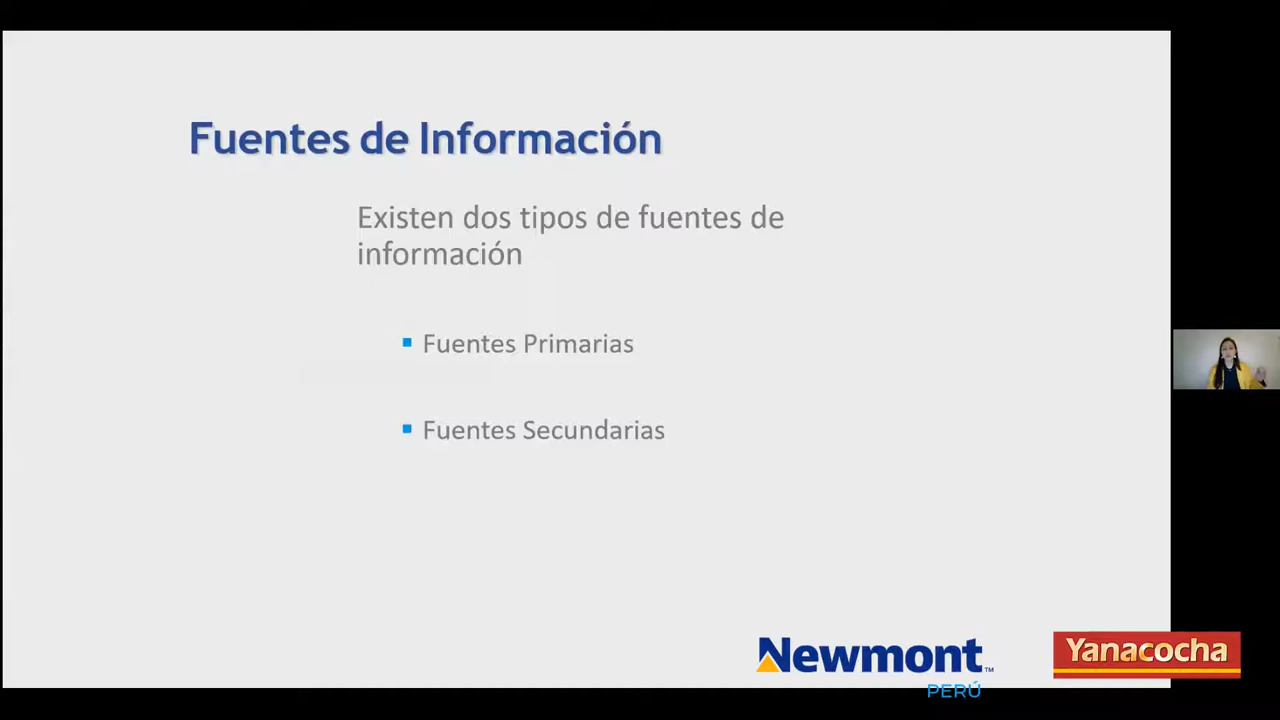 Fuentes de Información
Existen dos tipos de fuentes de
información
Fuentes Primarias
Fuentes Secundarias
Newmont™
PERÚ
Yanacocha